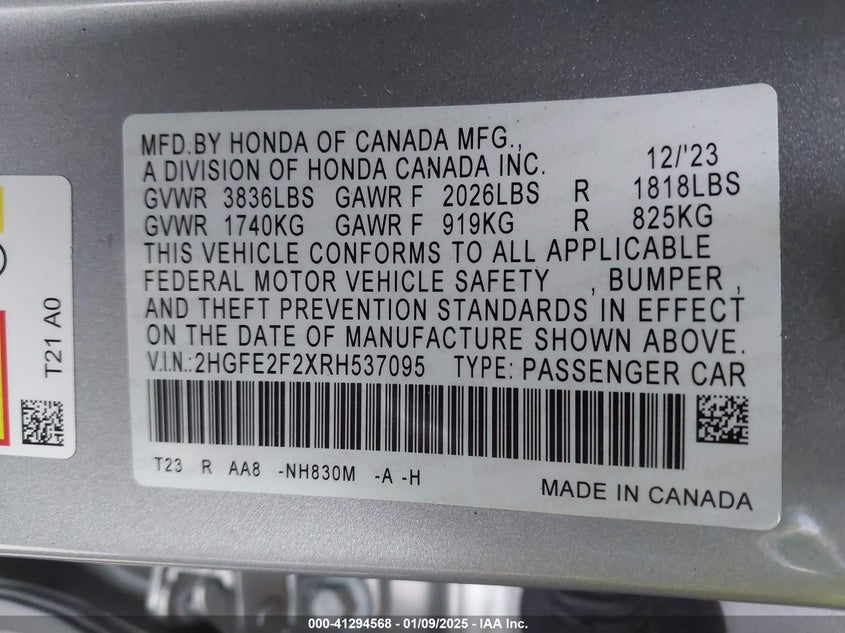 MFD.BY HONDA OF CANADA MFG.,
A DIVISION OF HONDA CANADA INC. 12/'23
GVWR 3836LBS GAWR F 2026LBS R 1818LBS
GVWR 1740KG GAWR F 919KG R 825KG
THIS VEHICLE CONFORMS TO ALL APPLICABLE
FEDERAL MOTOR VEHICLE SAFETY , BUMPER ,
AND THEFT PREVENTION STANDARDS IN EFFECT
ON THE DATE OF MANUFACTURE SHOWN ABOVE.
V.I.N.:2HGFE2F2XRH537095 TYPE: PASSENGER CAR
T23 R AA8 -NH830M -A -H
MADE IN CANADA
T21 A0
000-41294568 - 01/09/2025 - IAA Inc.